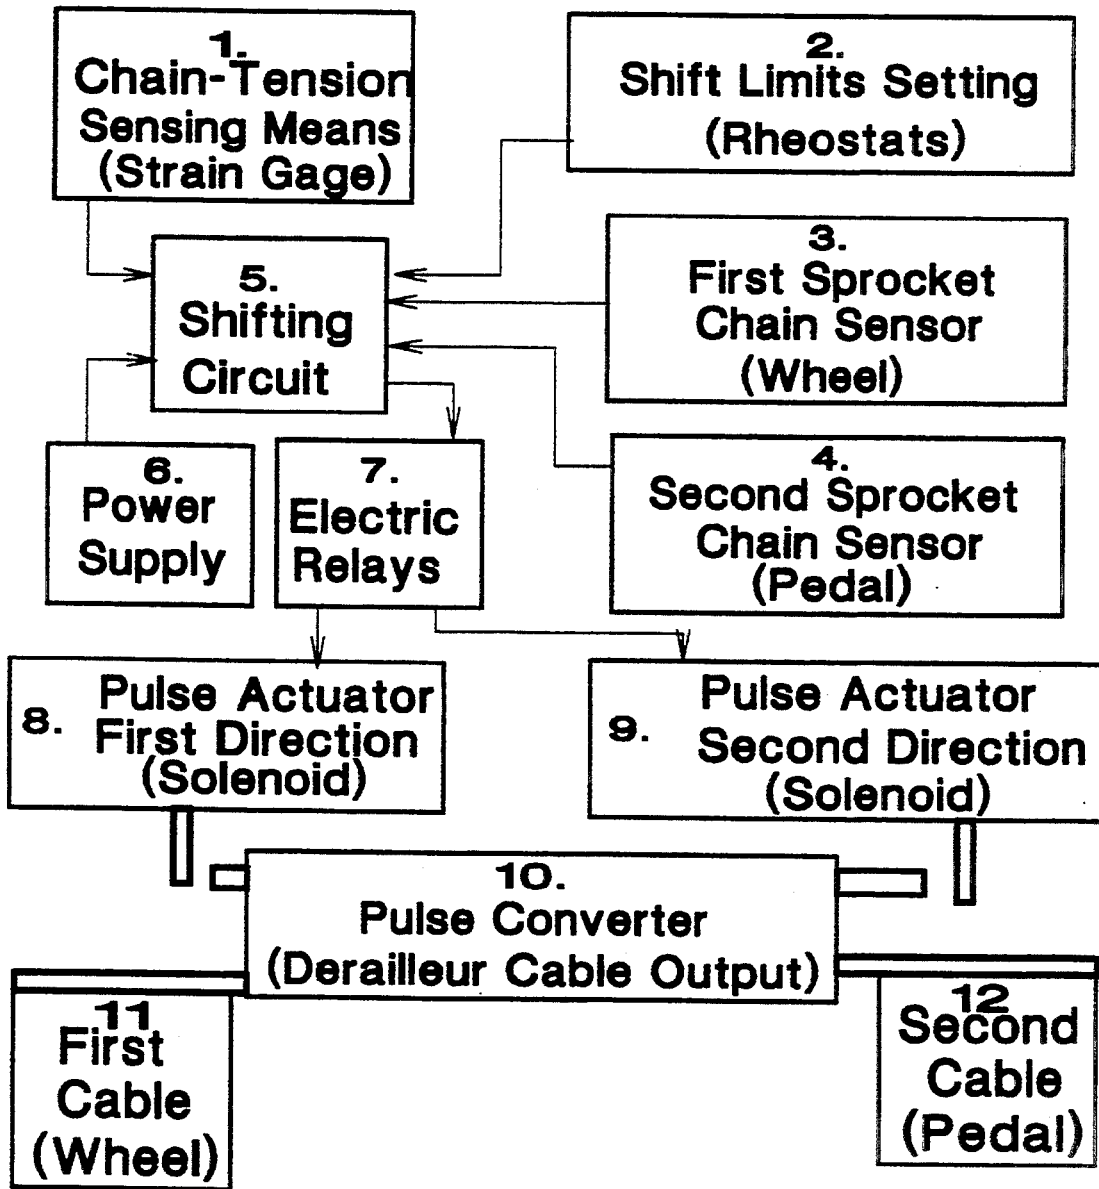 1.
Chain-Tension
Sensing Means
(Strain Gage)
2.
Shift Limits Setting
(Rheostats)
3.
First Sprocket
Chain Sensor
(Wheel)
5.
Shifting
Circuit
4.
Second Sprocket
Chain Sensor
(Pedal)
6.
Power
Supply
7.
Electric
Relays
8.
Pulse Actuator
First Direction
(Solenoid)
9.
Pulse Actuator
Second Direction
(Solenoid)
10.
Pulse Converter
(Derailleur Cable Output)
11
First
Cable
(Wheel)
12
Second
Cable
(Pedal)